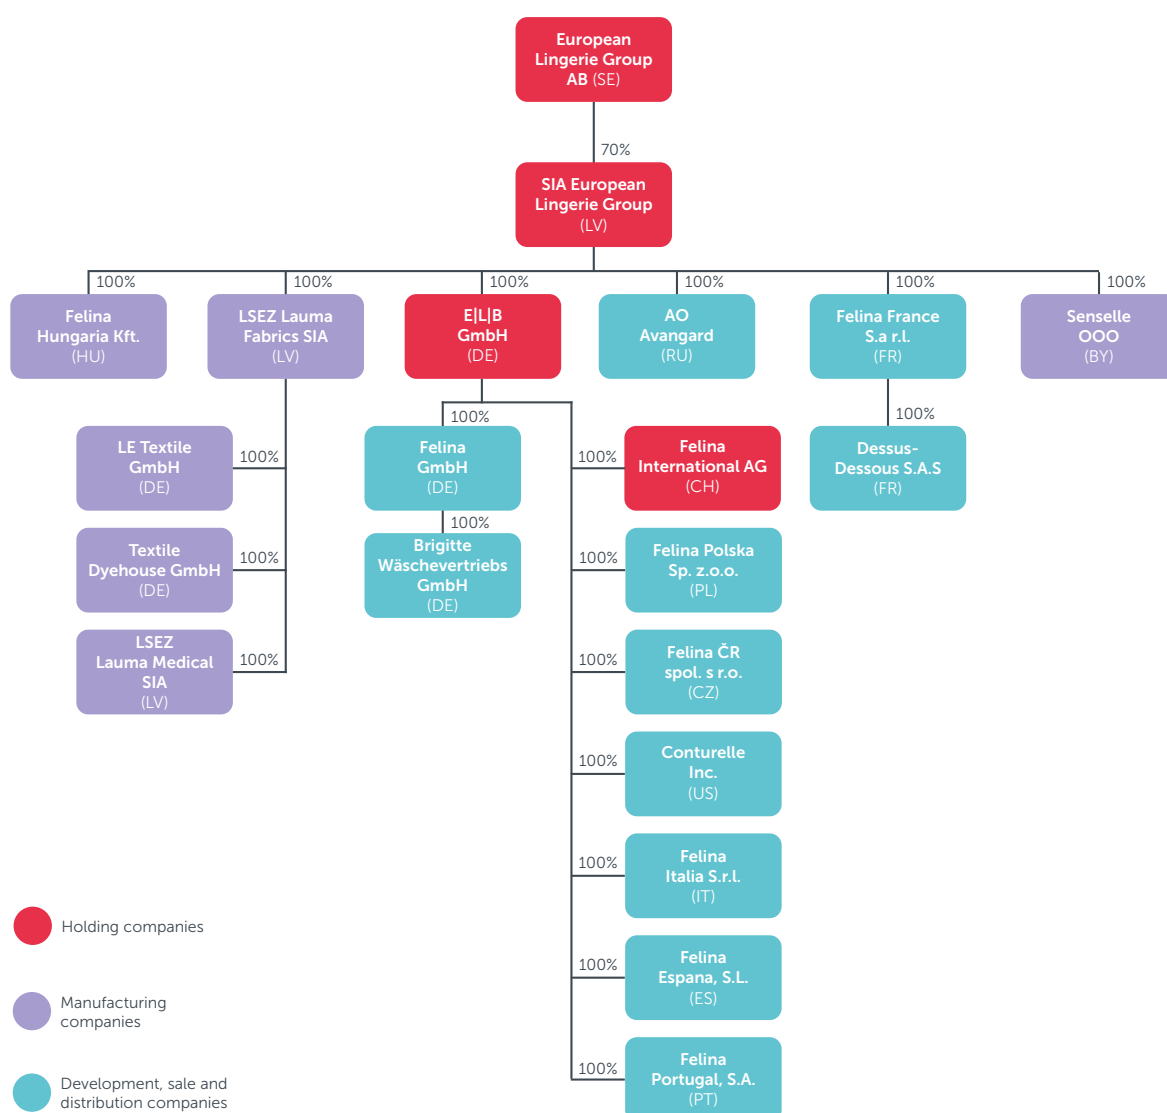 European
Lingerie Group
AB (SE)
70%
SIA European
Lingerie Group
(LV)
100%
100%
100%
100%
100%
100%
Felina
Hungaria Kft.
(HU)
LSEZ Lauma
Fabrics SIA
(LV)
E|L|B
GmbH
(DE)
AO
Avangard
(RU)
Felina France
S.a r.l.
(FR)
Senselle
OOO
(BY)
LE Textile
GmbH
(DE)
100%
Textile
Dyehouse GmbH
(DE)
100%
LSEZ
Lauma Medical
SIA
(LV)
100%
100%
Felina
GmbH
(DE)
100%
Brigitte
Wäschevertriebs
GmbH
(DE)
100%
Felina
International AG
(CH)
100%
Felina Polska
Sp. z.o.o.
(PL)
100%
Felina ČR
spol. s r.o.
(CZ)
100%
Conturelle
Inc.
(US)
100%
Felina
Italia S.r.l.
(IT)
100%
Felina
Espana, S.L.
(ES)
100%
Felina
Portugal, S.A.
(PT)
100%
Dessus-
Dessous S.A.S
(FR)
Holding companies
Manufacturing
companies
Development, sale and
distribution companies